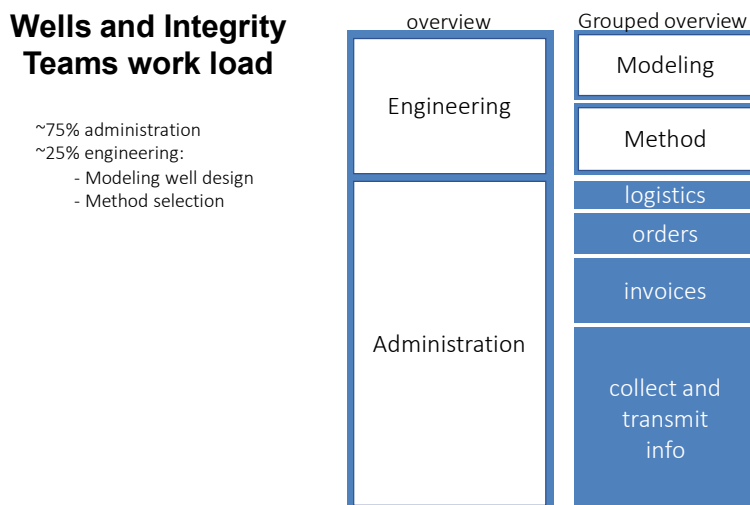 Wells and Integrity
Teams work load
~75% administration
~25% engineering:
- Modeling well design
- Method selection
overview
Engineering
Administration
Grouped overview
Modeling
Method
logistics
orders
invoices
collect and
transmit
info